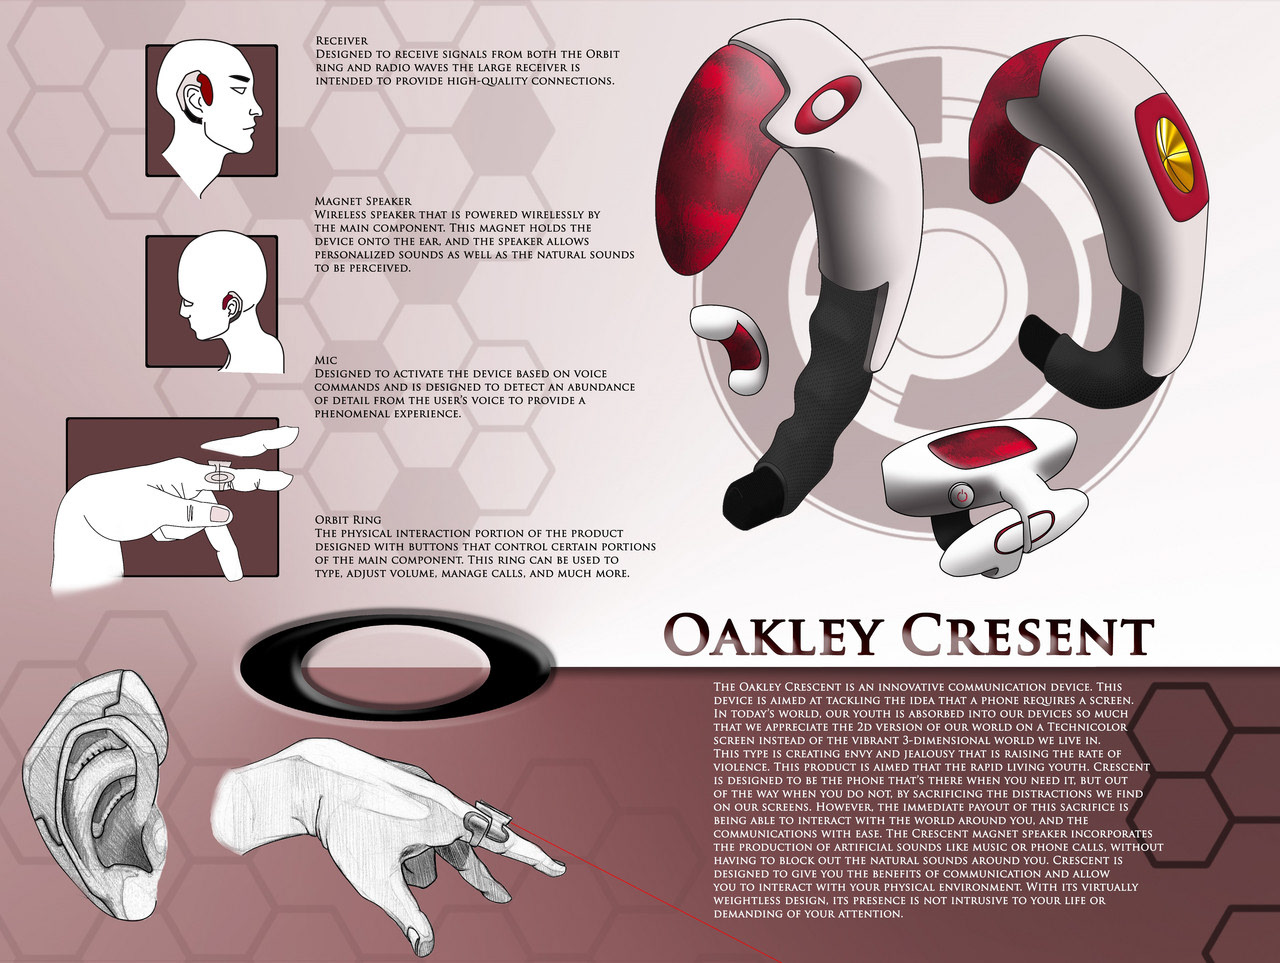 Receiver
Designed to receive signals from both the Orbit
ring and radio waves the large receiver is
intended to provide high-quality connections.
Magnet Speaker
Wireless speaker that is powered wirelessly by
the main component. This magnet holds the
device onto the ear, and the speaker allows
personalized sounds as well as the natural sounds
to be perceived.
Mic
Designed to activate the device based on voice
commands and is designed to detect an abundance
of detail from the user's voice to provide a
phenomenal experience.
Orbit Ring
The physical interaction portion of the product
designed with buttons that control certain portions
of the main component. This ring can be used to
type, adjust volume, manage calls, and much more.
Oakley Cresent
The Oakley Crescent is an innovative communication device. This
device is aimed at tackling the idea that a phone requires a screen.
In today's world, our youth is absorbed into our devices so much
that we appreciate the 2D version of our world on a Technicolor
screen instead of the vibrant 3-dimensional world we live in.
This type is creating envy and jealousy that is raising the rate of
violence. This product is aimed that the rapid living youth. Crescent
is designed to be the phone that's there when you need it, but out
of the way when you do not, by sacrificing the distractions we find
on our screens. However, the immediate payout of this sacrifice is
being able to interact with the world around you, and the
communications with ease. The Crescent magnet speaker incorporates
the production of artificial sounds like music or phone calls, without
having to block out the natural sounds around you. Crescent is
designed to give you the benefits of communication and allow
you to interact with your physical environment. With its virtually
weightless design, its presence is not intrusive to your life or
demanding of your attention.